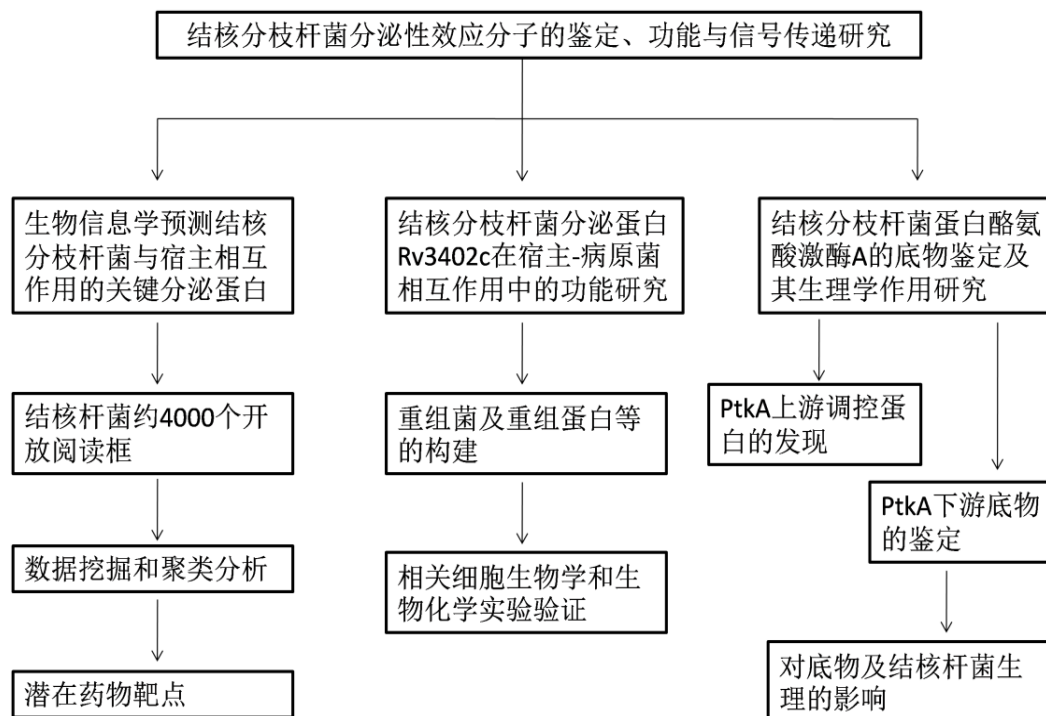 结核分枝杆菌分泌性效应分子的鉴定、功能与信号传递研究
生物信息学预测结核
分枝杆菌与宿主相互
作用的关键分泌蛋白
结核杆菌约4000个开
放阅读框
数据挖掘和聚类分析
潜在药物靶点
结核分枝杆菌分泌蛋白
Rv3402c在宿主-病原菌
相互作用中的功能研究
重组菌及重组蛋白等
的构建
相关细胞生物学和生
物化学实验验证
结核分枝杆菌蛋白酪氨
酸激酶A的底物鉴定及
其生理学作用研究
PtkA上游调控蛋
白的发现
PtkA下游底物
的鉴定
对底物及结核杆菌生
理的影响